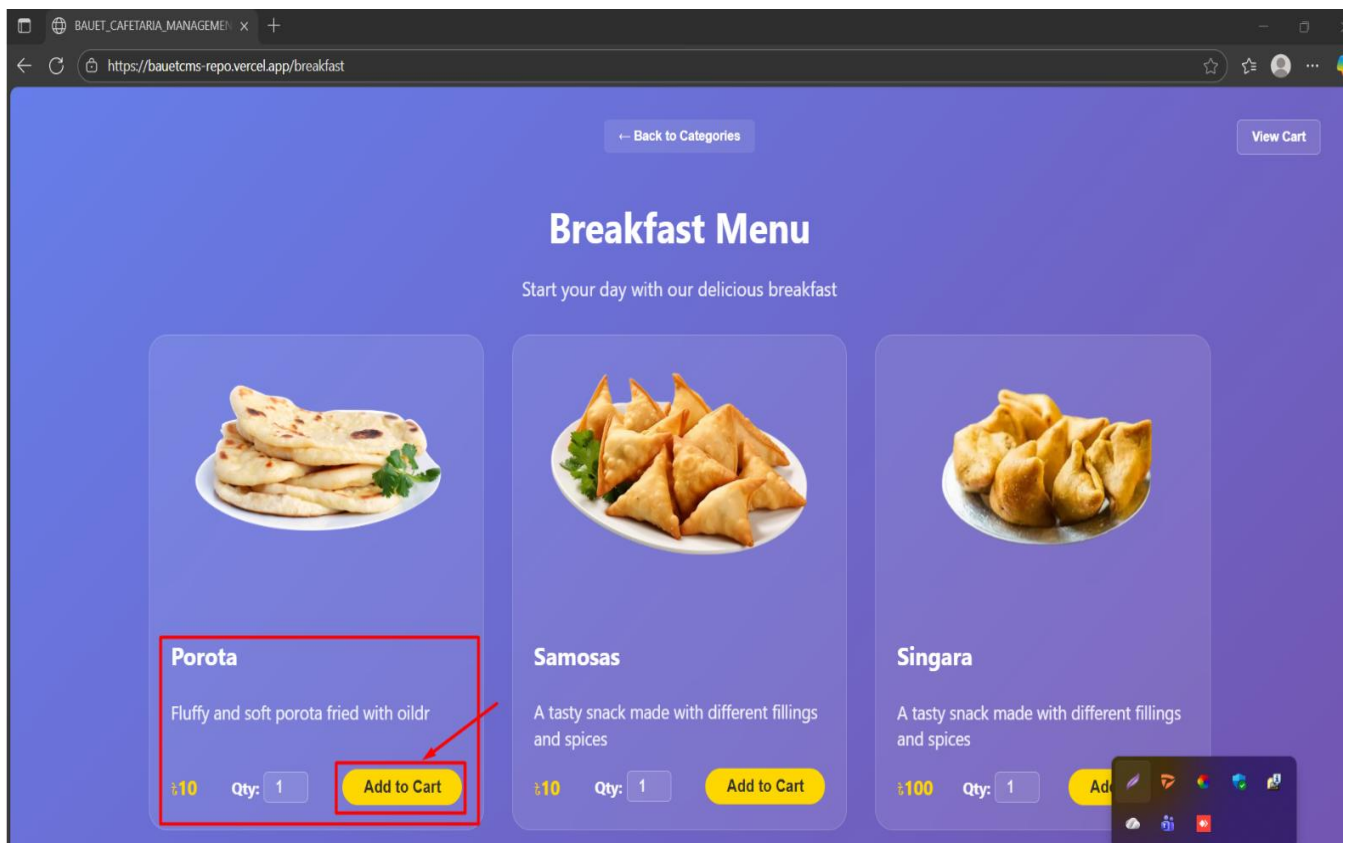 BAUET_CAFETARIA_MANAGEMEN
https://bauetcms-repo.vercel.app/breakfast
← Back to Categories
View Cart
Breakfast Menu
Start your day with our delicious breakfast
Porota
Fluffy and soft porota fried with oildr
৳10 Qty: 1 Add to Cart
Samosas
A tasty snack made with different fillings
and spices
৳10 Qty: 1 Add to Cart
Singara
A tasty snack made with different fillings
and spices
৳100 Qty: 1